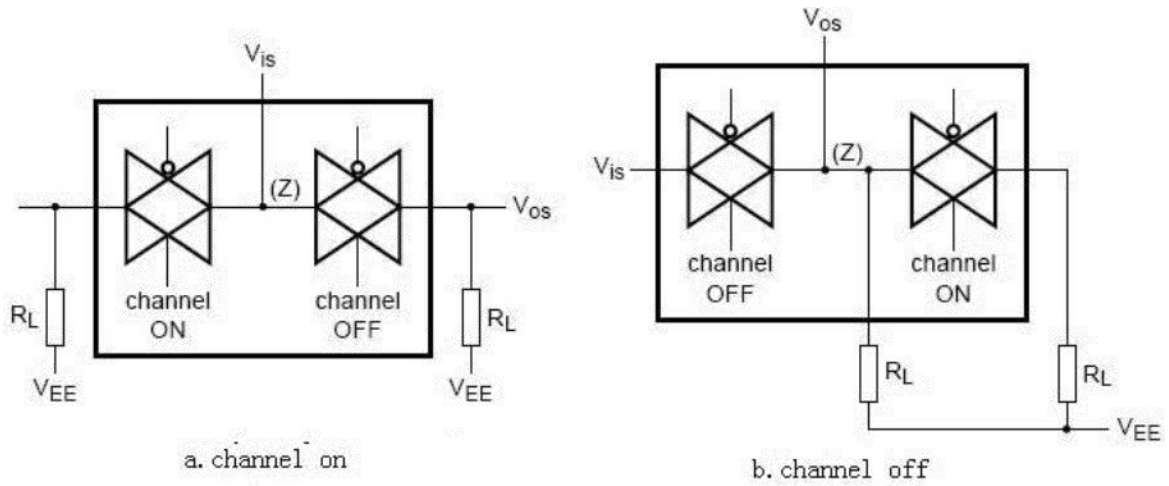 Vis
(Z)
Vos
channel
ON
channel
OFF
RL
RL
VEE
VEE
a. channel on
Vos
(Z)
Vis
channel
OFF
channel
ON
RL
RL
VEE
b. channel off